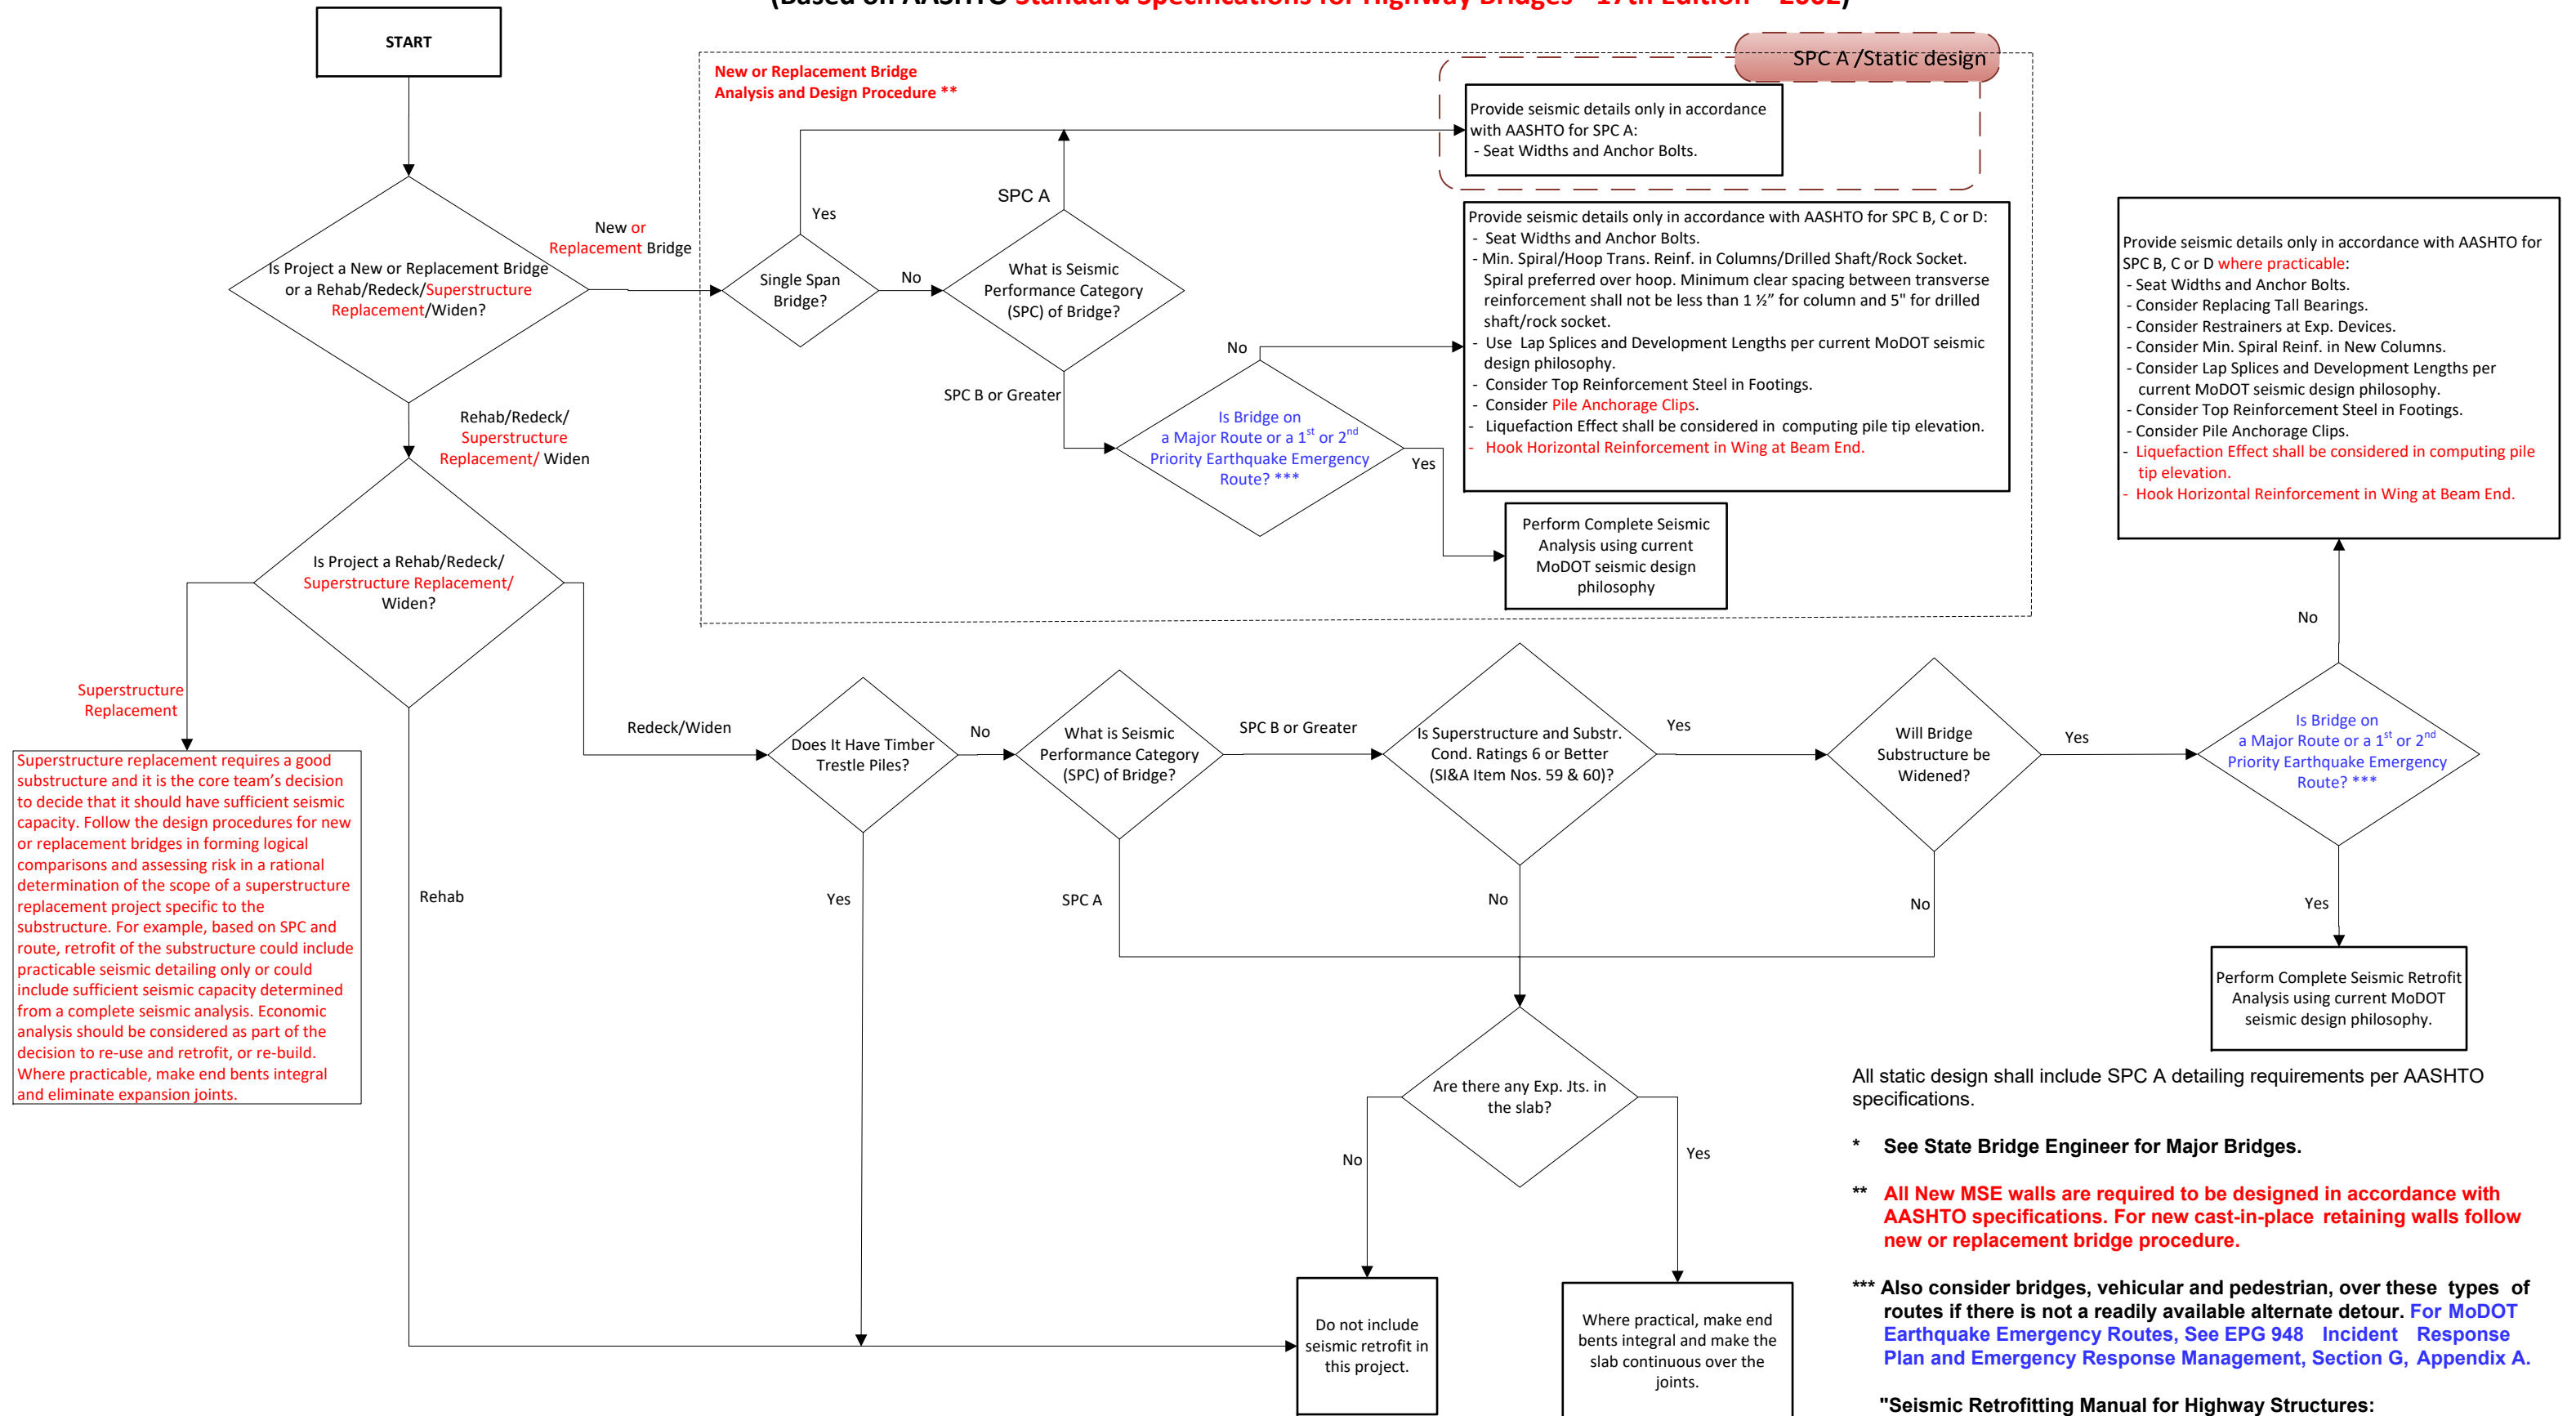 (Based on AASHTO Standard Specifications for Highway Bridges - 17th Edition – 2002)
START
SPC A /Static design
New or Replacement Bridge
Analysis and Design Procedure **
Provide seismic details only in accordance
with AASHTO for SPC A:
- Seat Widths and Anchor Bolts.
SPC A
Yes
New or
Replacement Bridge
Is Project a New or Replacement Bridge
or a Rehab/Redeck/Superstructure
Replacement/Widen?
Single Span
Bridge?
No
What is Seismic
Performance Category
(SPC) of Bridge?
SPC B or Greater
No
Is Bridge on
a Major Route or a 1st or 2nd
Priority Earthquake Emergency
Route? ***
Yes
Provide seismic details only in accordance with AASHTO for SPC B, C or D:
- Seat Widths and Anchor Bolts.
- Min. Spiral/Hoop Trans. Reinf. in Columns/Drilled Shaft/Rock Socket.
Spiral preferred over hoop. Minimum clear spacing between transverse
reinforcement shall not be less than 1 ½” for column and 5" for drilled
shaft/rock socket.
- Use Lap Splices and Development Lengths per current MoDOT seismic
design philosophy.
- Consider Top Reinforcement Steel in Footings.
- Consider Pile Anchorage Clips.
- Liquefaction Effect shall be considered in computing pile tip elevation.
- Hook Horizontal Reinforcement in Wing at Beam End.
Perform Complete Seismic
Analysis using current
MoDOT seismic design
philosophy
Provide seismic details only in accordance with AASHTO for
SPC B, C or D where practicable:
- Seat Widths and Anchor Bolts.
- Consider Replacing Tall Bearings.
- Consider Restrainers at Exp. Devices.
- Consider Min. Spiral Reinf. in New Columns.
- Consider Lap Splices and Development Lengths per
current MoDOT seismic design philosophy.
- Consider Top Reinforcement Steel in Footings.
- Consider Pile Anchorage Clips.
- Liquefaction Effect shall be considered in computing pile
tip elevation.
- Hook Horizontal Reinforcement in Wing at Beam End.
Rehab/Redeck/
Superstructure
Replacement/ Widen
Is Project a Rehab/Redeck/
Superstructure Replacement/
Widen?
Superstructure
Replacement
Superstructure replacement requires a good
substructure and it is the core team’s decision
to decide that it should have sufficient seismic
capacity. Follow the design procedures for new
or replacement bridges in forming logical
comparisons and assessing risk in a rational
determination of the scope of a superstructure
replacement project specific to the
substructure. For example, based on SPC and
route, retrofit of the substructure could include
practicable seismic detailing only or could
include sufficient seismic capacity determined
from a complete seismic analysis. Economic
analysis should be considered as part of the
decision to re-use and retrofit, or re-build.
Where practicable, make end bents integral
and eliminate expansion joints.
Rehab
Redeck/Widen
Does It Have Timber
Trestle Piles?
No
Yes
What is Seismic
Performance Category
(SPC) of Bridge?
SPC B or Greater
SPC A
Is Superstructure and Substr.
Cond. Ratings 6 or Better
(SI&A Item Nos. 59 & 60)?
Yes
No
Will Bridge
Substructure be
Widened?
Yes
No
Is Bridge on
a Major Route or a 1st or 2nd
Priority Earthquake Emergency
Route? ***
No
Yes
Perform Complete Seismic Retrofit
Analysis using current MoDOT
seismic design philosophy.
Are there any Exp. Jts. in
the slab?
No
Yes
Do not include
seismic retrofit in
this project.
Where practical, make end
bents integral and make the
slab continuous over the
joints.
All static design shall include SPC A detailing requirements per AASHTO
specifications.
* See State Bridge Engineer for Major Bridges.
** All New MSE walls are required to be designed in accordance with
AASHTO specifications. For new cast-in-place retaining walls follow
new or replacement bridge procedure.
*** Also consider bridges, vehicular and pedestrian, over these types of
routes if there is not a readily available alternate detour. For MoDOT
Earthquake Emergency Routes, See EPG 948 Incident Response
Plan and Emergency Response Management, Section G, Appendix A.
"Seismic Retrofitting Manual for Highway Structures: